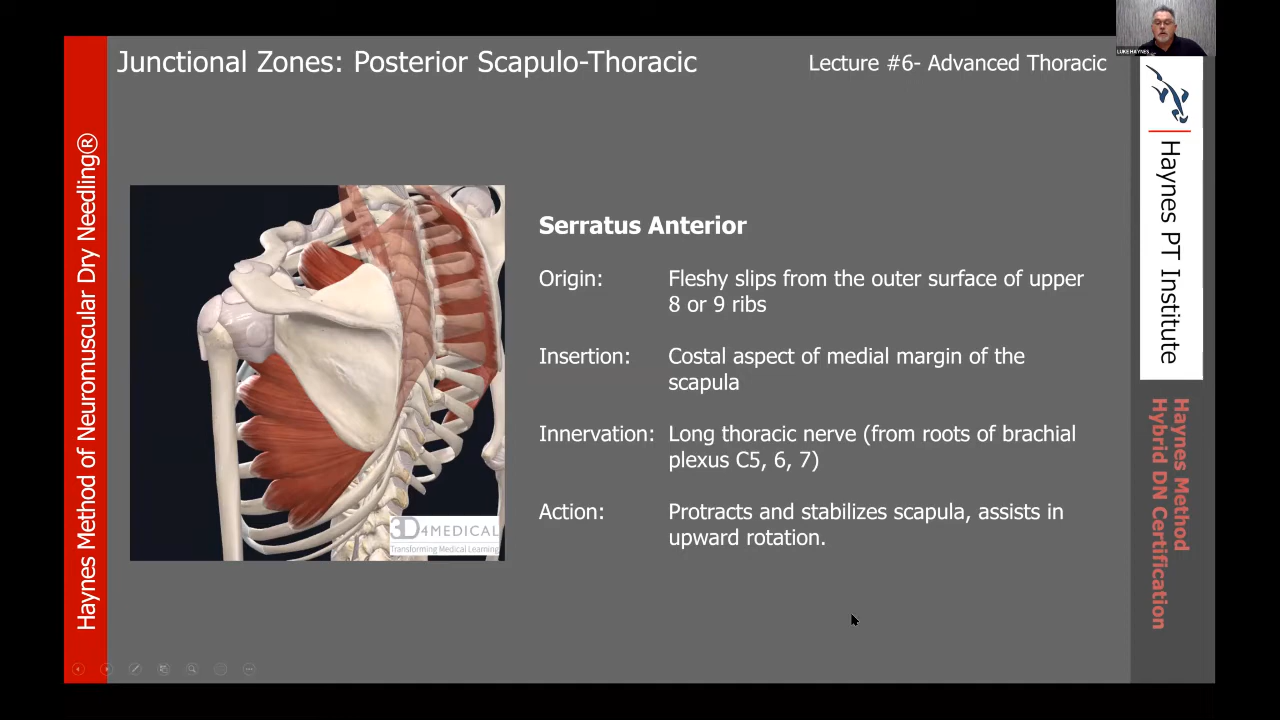 LUKE HAYNES
Junctional Zones: Posterior Scapulo-Thoracic
Lecture #6- Advanced Thoracic
Haynes Method of Neuromuscular Dry Needling®
Serratus Anterior
Origin: Fleshy slips from the outer surface of upper
8 or 9 ribs
Insertion: Costal aspect of medial margin of the
scapula
Innervation: Long thoracic nerve (from roots of brachial
plexus C5, 6, 7)
Action: Protracts and stabilizes scapula, assists in
upward rotation.
3D4MEDICAL
Transforming Medical Learning
Haynes PT Institute
Haynes Method
Hybrid DN Certification